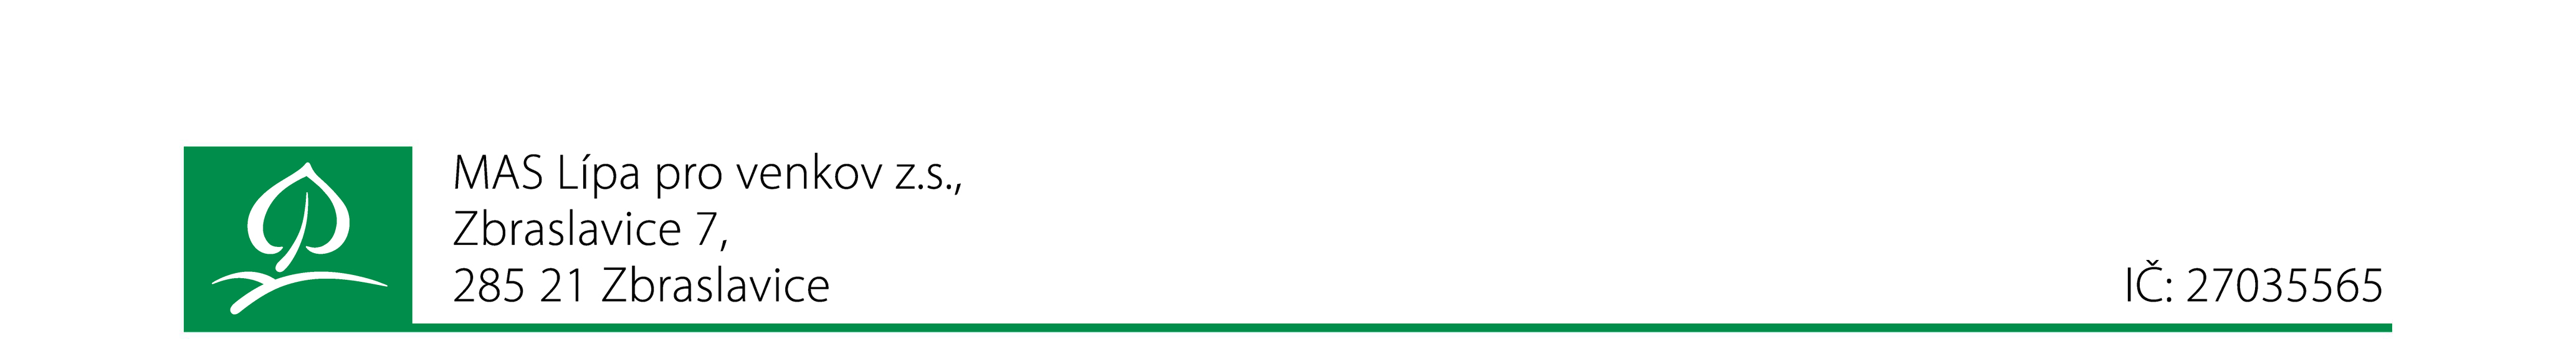 MAS Lípa pro venkov z.s.,
Zbraslavice 7,
285 21 Zbraslavice
IČ: 27035565